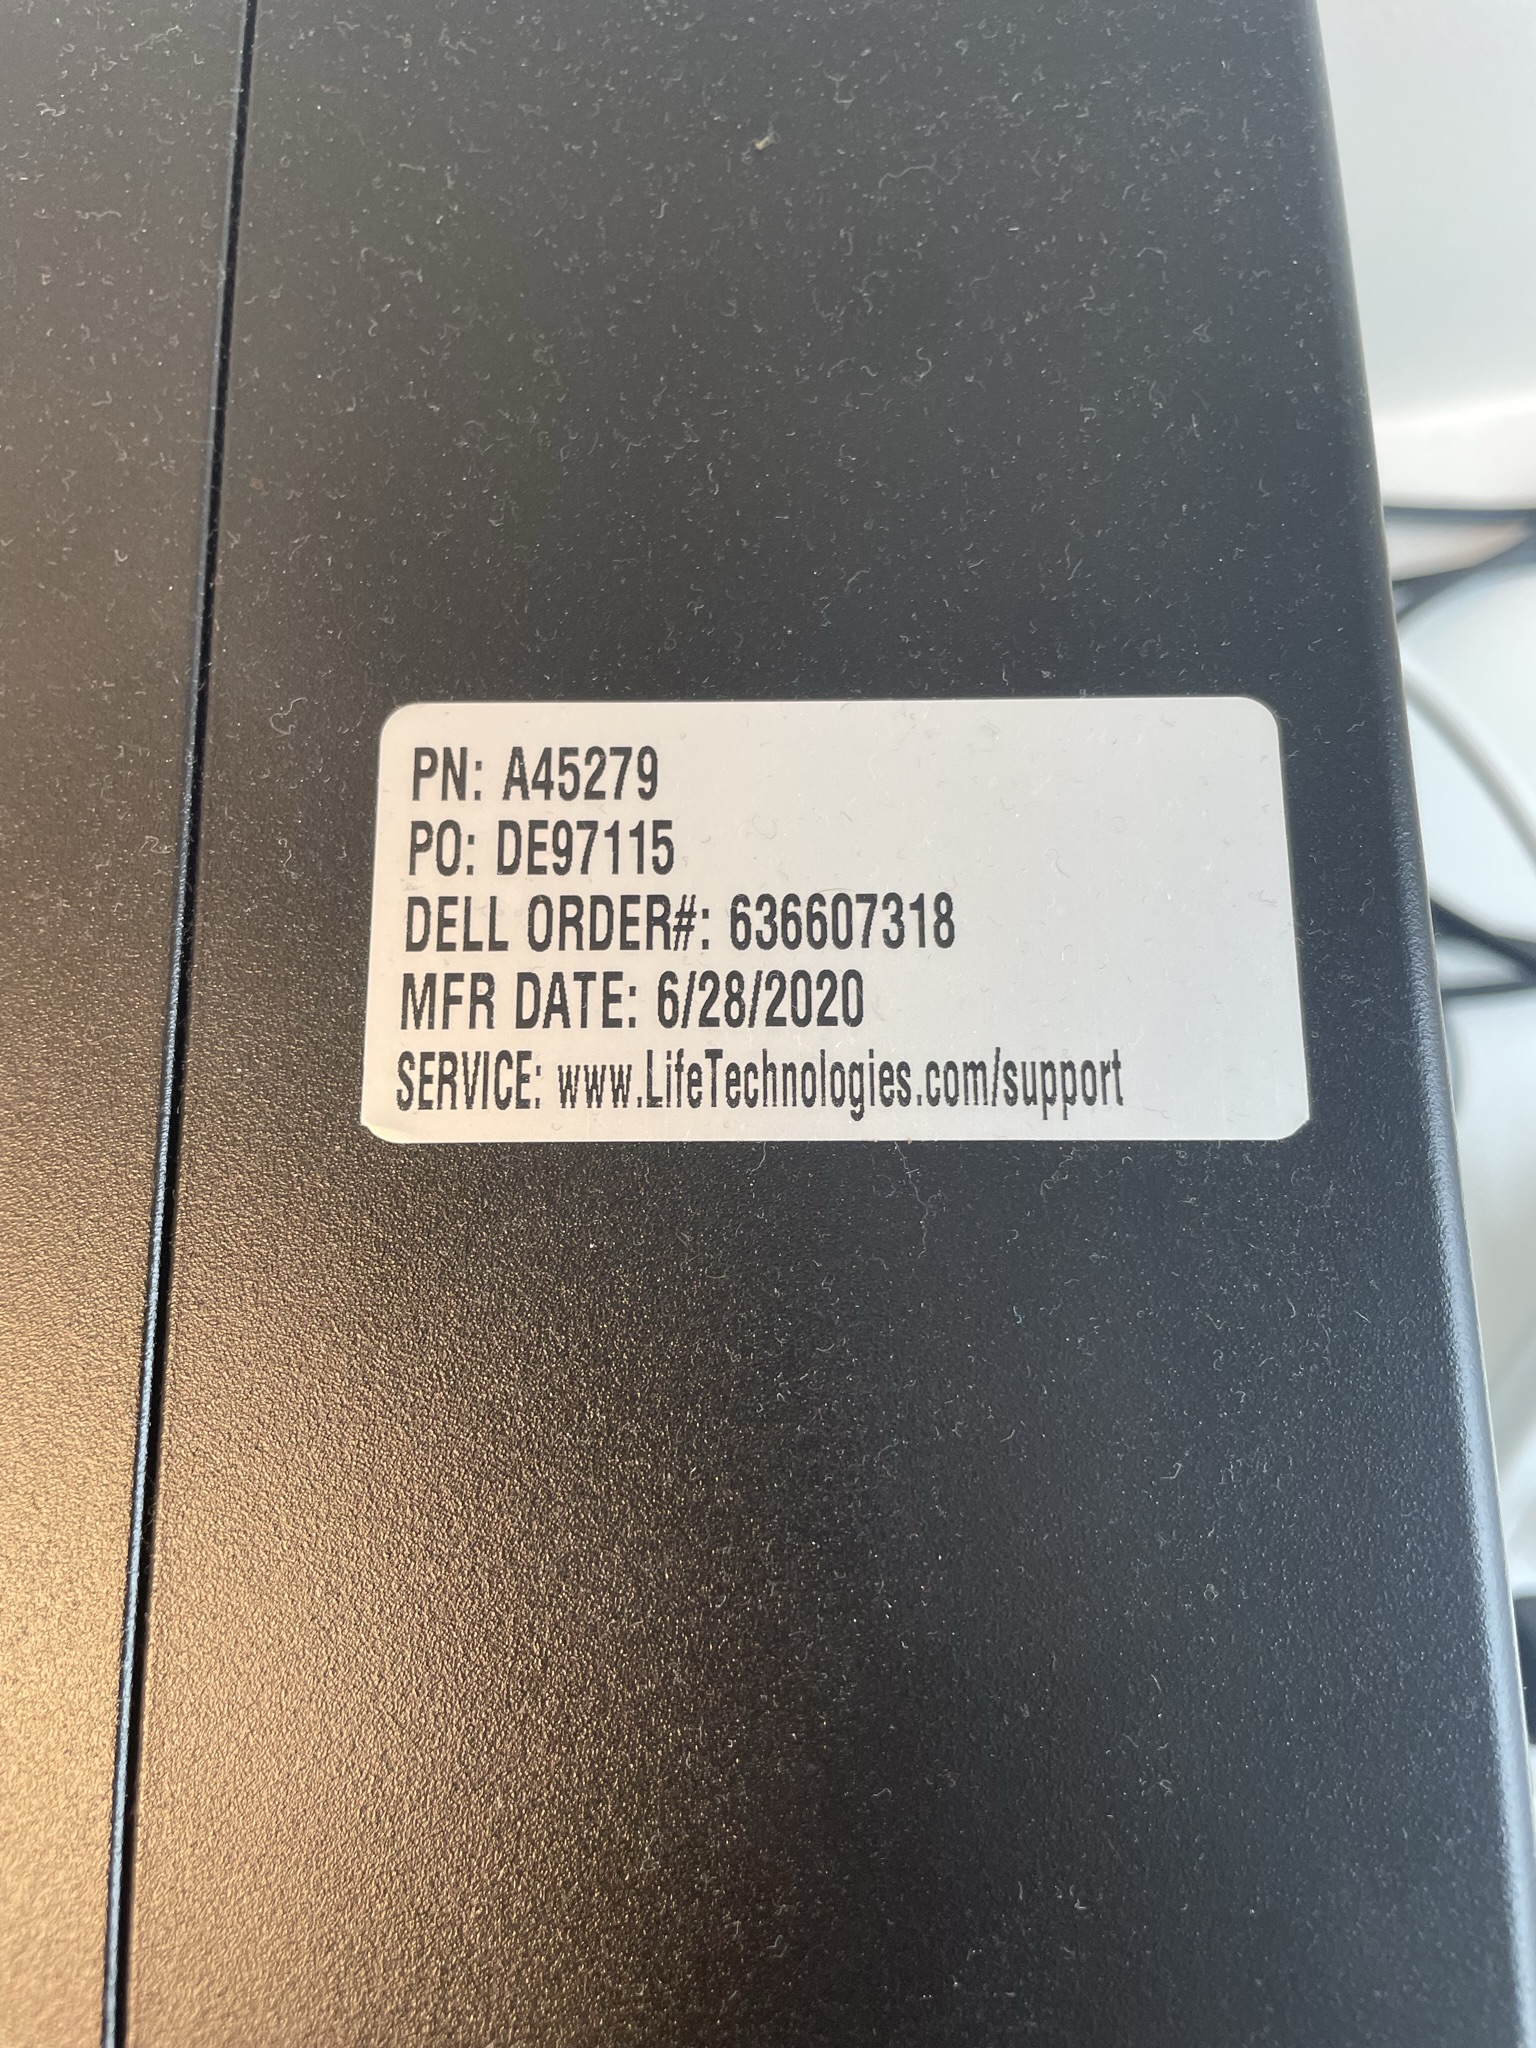 PN: A45279
PO: DE97115
DELL ORDER#: 636607318
MFR DATE: 6/28/2020
SERVICE: www.LifeTechnologies.com/support